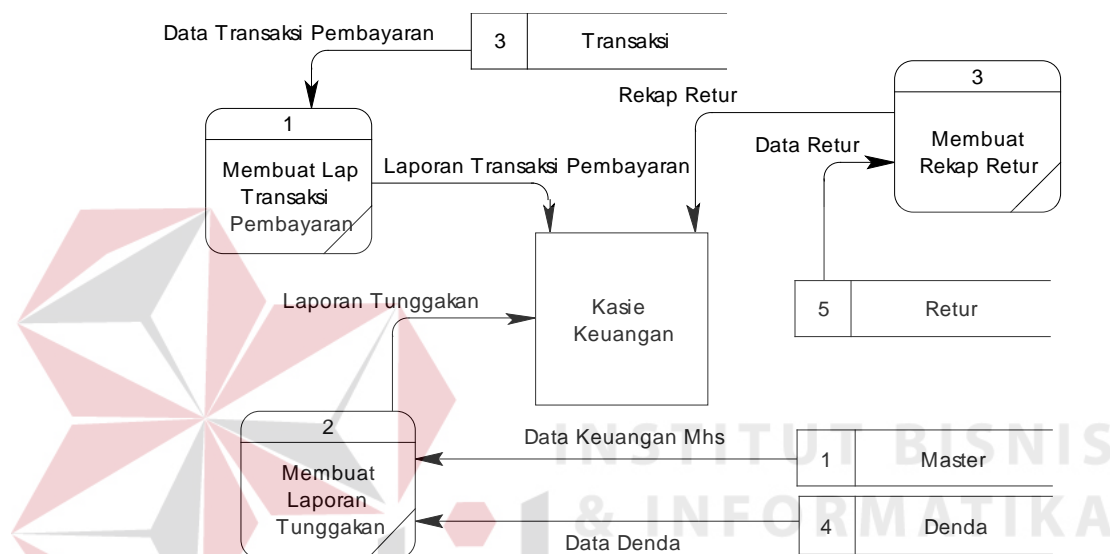 Data Transaksi Pembayaran
3
Transaksi
3
Membuat
Rekap Retur
Rekap Retur
1
Membuat Lap
Transaksi
Pembayaran
Laporan Transaksi Pembayaran
Data Retur
Kasie
Keuangan
5
Retur
Laporan Tunggakan
2
Membuat
Laporan
Tunggakan
Data Keuangan Mhs
1
Master
Data Denda
4
Denda
INSTITUT BISNIS
& INFORMATIKA